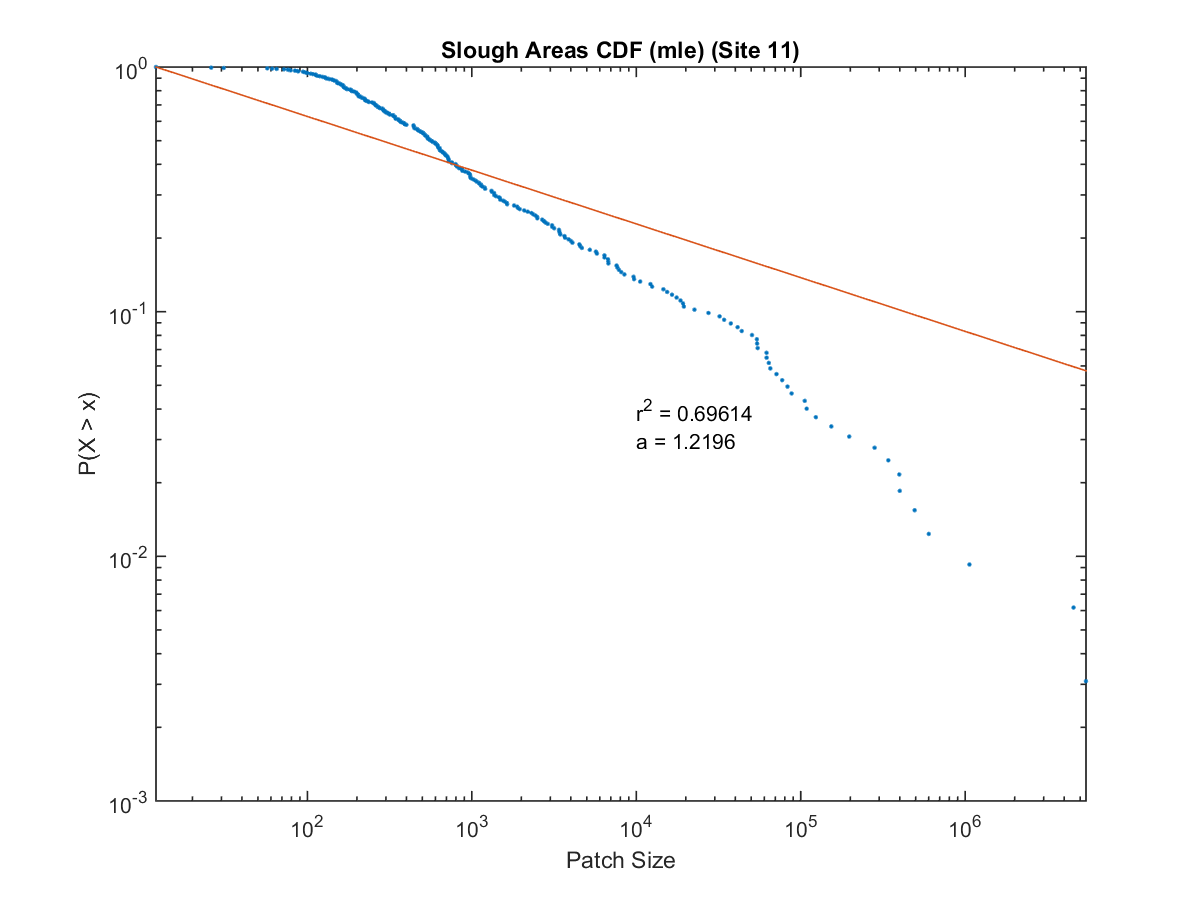 Slough Areas CDF (mle) (Site 11)
10^0
10^-1
10^-2
10^-3
P(X > x)
r^2 = 0.69614
a = 1.2196
10^2 10^3 10^4 10^5 10^6
Patch Size